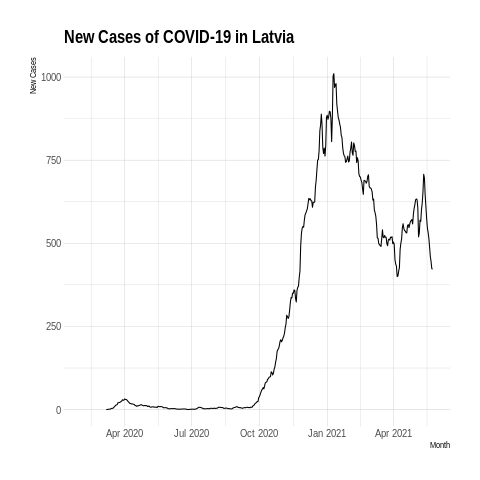 New Cases of COVID-19 in Latvia
New Cases
1000
750
500
250
0
Apr 2020 Jul 2020 Oct 2020 Jan 2021 Apr 2021
Month